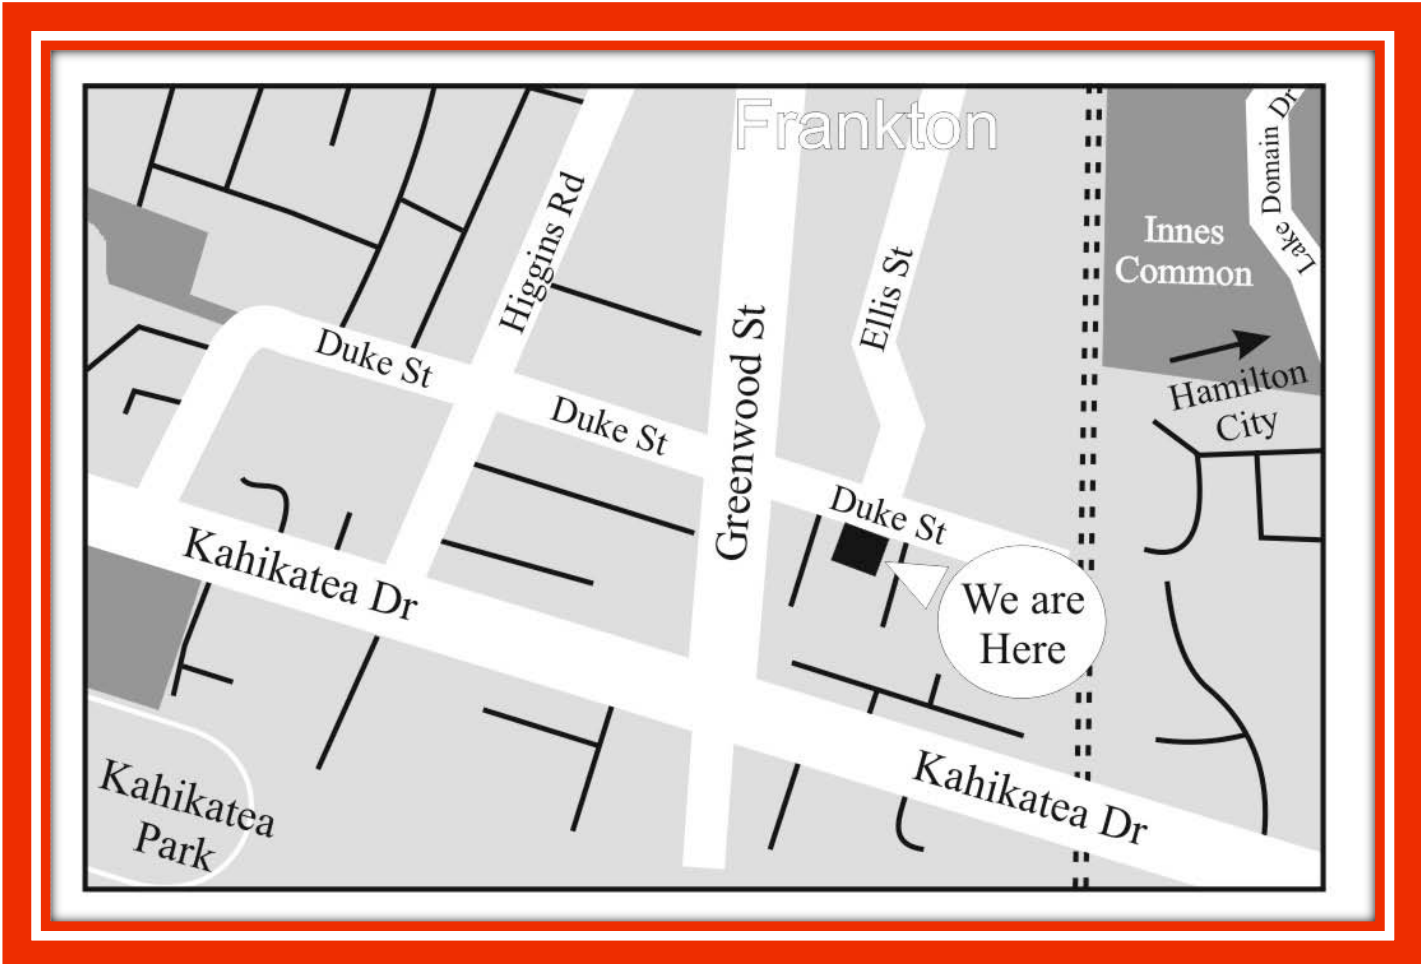 Frankton
Lake Domain Dr
Higgins Rd
Innes
Common
Ellis St
Greenwood St
Duke St
Duke St
Hamilton
City
Duke St
Kahikatea Dr
We are
Here
Kahikatea Dr
Kahikatea
Park